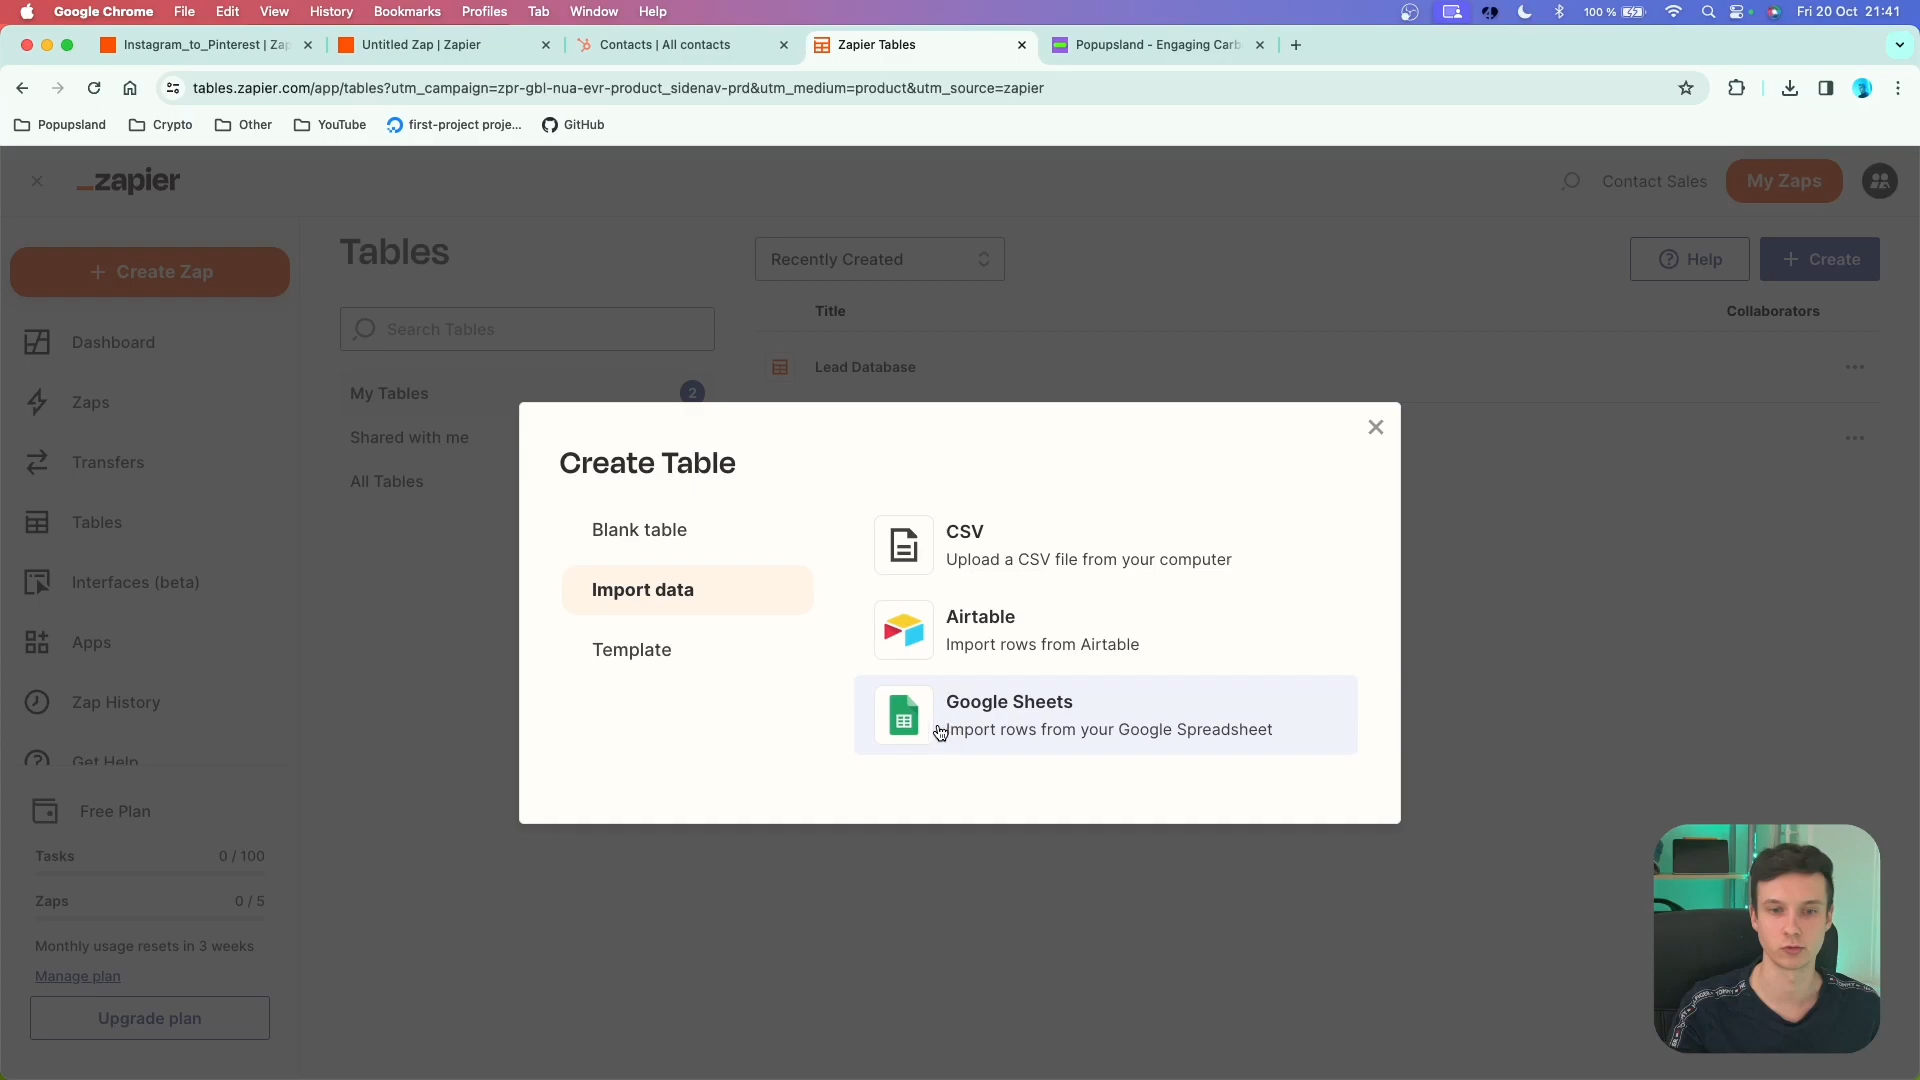 Google Chrome File Edit View History Bookmarks Profiles Tab Window Help 100 % Fri 20 Oct 21:41
Instagram_to_Pinterest | Zap Untitled Zap | Zapier Contacts | All contacts Zapier Tables Popupsland - Engaging Carb
tables.zapier.com/app/tables?utm_campaign=zpr-gbl-nua-evr-product_sidenav-prd&utm_medium=product&utm_source=zapier
Popupsland Crypto Other YouTube first-project proje... GitHub
zapier Contact Sales My Zaps
+ Create Zap
Dashboard
Zaps
Transfers
Tables
Interfaces (beta)
Apps
Zap History
Get Help
Free Plan
Tasks 0 / 100
Zaps 0 / 5
Monthly usage resets in 3 weeks
Manage plan
Upgrade plan
Tables
Search Tables
My Tables 2
Shared with me
All Tables
Recently Created
? Help
+ Create
Title Collaborators
Lead Database
Create Table
Blank table
Import data
Template
CSV
Upload a CSV file from your computer
Airtable
Import rows from Airtable
Google Sheets
Import rows from your Google Spreadsheet